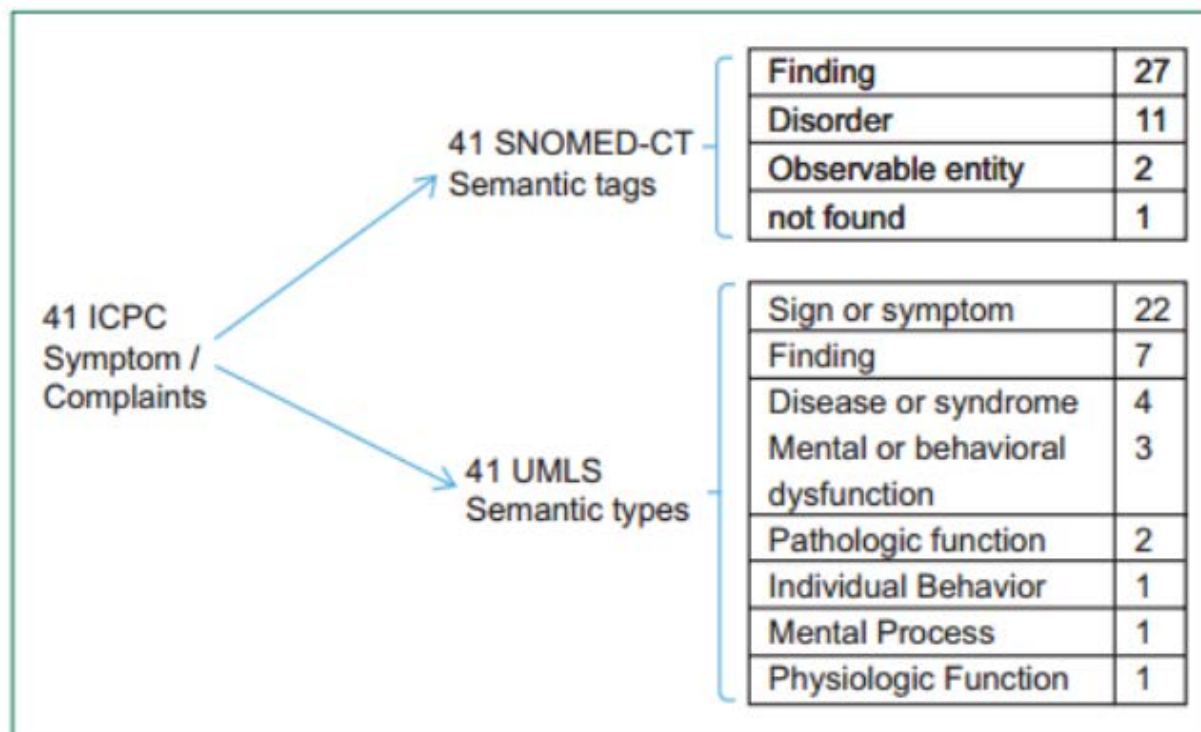 41 ICPC
Symptom /
Complaints
41 SNOMED-CT
Semantic tags
Finding 27
Disorder 11
Observable entity 2
not found 1
41 UMLS
Semantic types
Sign or symptom 22
Finding 7
Disease or syndrome 4
Mental or behavioral 3
dysfunction
Pathologic function 2
Individual Behavior 1
Mental Process 1
Physiologic Function 1